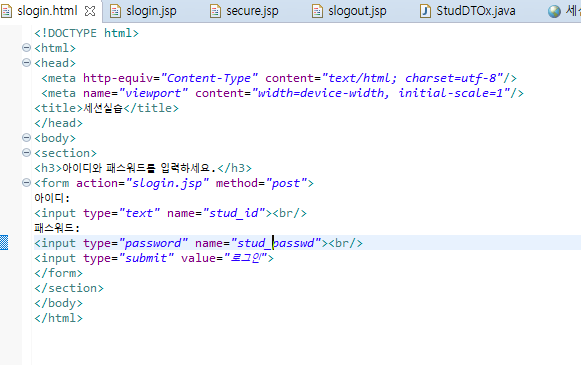 slogin.html slogin.jsp secure.jsp slogout.jsp StudDTOx.java 세션
<!DOCTYPE html>
<html>
<head>
<meta http-equiv="Content-Type" content="text/html; charset=utf-8"/>
<meta name="viewport" content="width=device-width, initial-scale=1"/>
<title>세션실습</title>
</head>
<body>
<section>
<h3>아이디와 패스워드를 입력하세요.</h3>
<form action="slogin.jsp" method="post">
아이디:
<input type="text" name="stud_id"><br/>
패스워드:
<input type="password" name="stud_passwd"><br/>
<input type="submit" value="로그인">
</form>
</section>
</body>
</html>